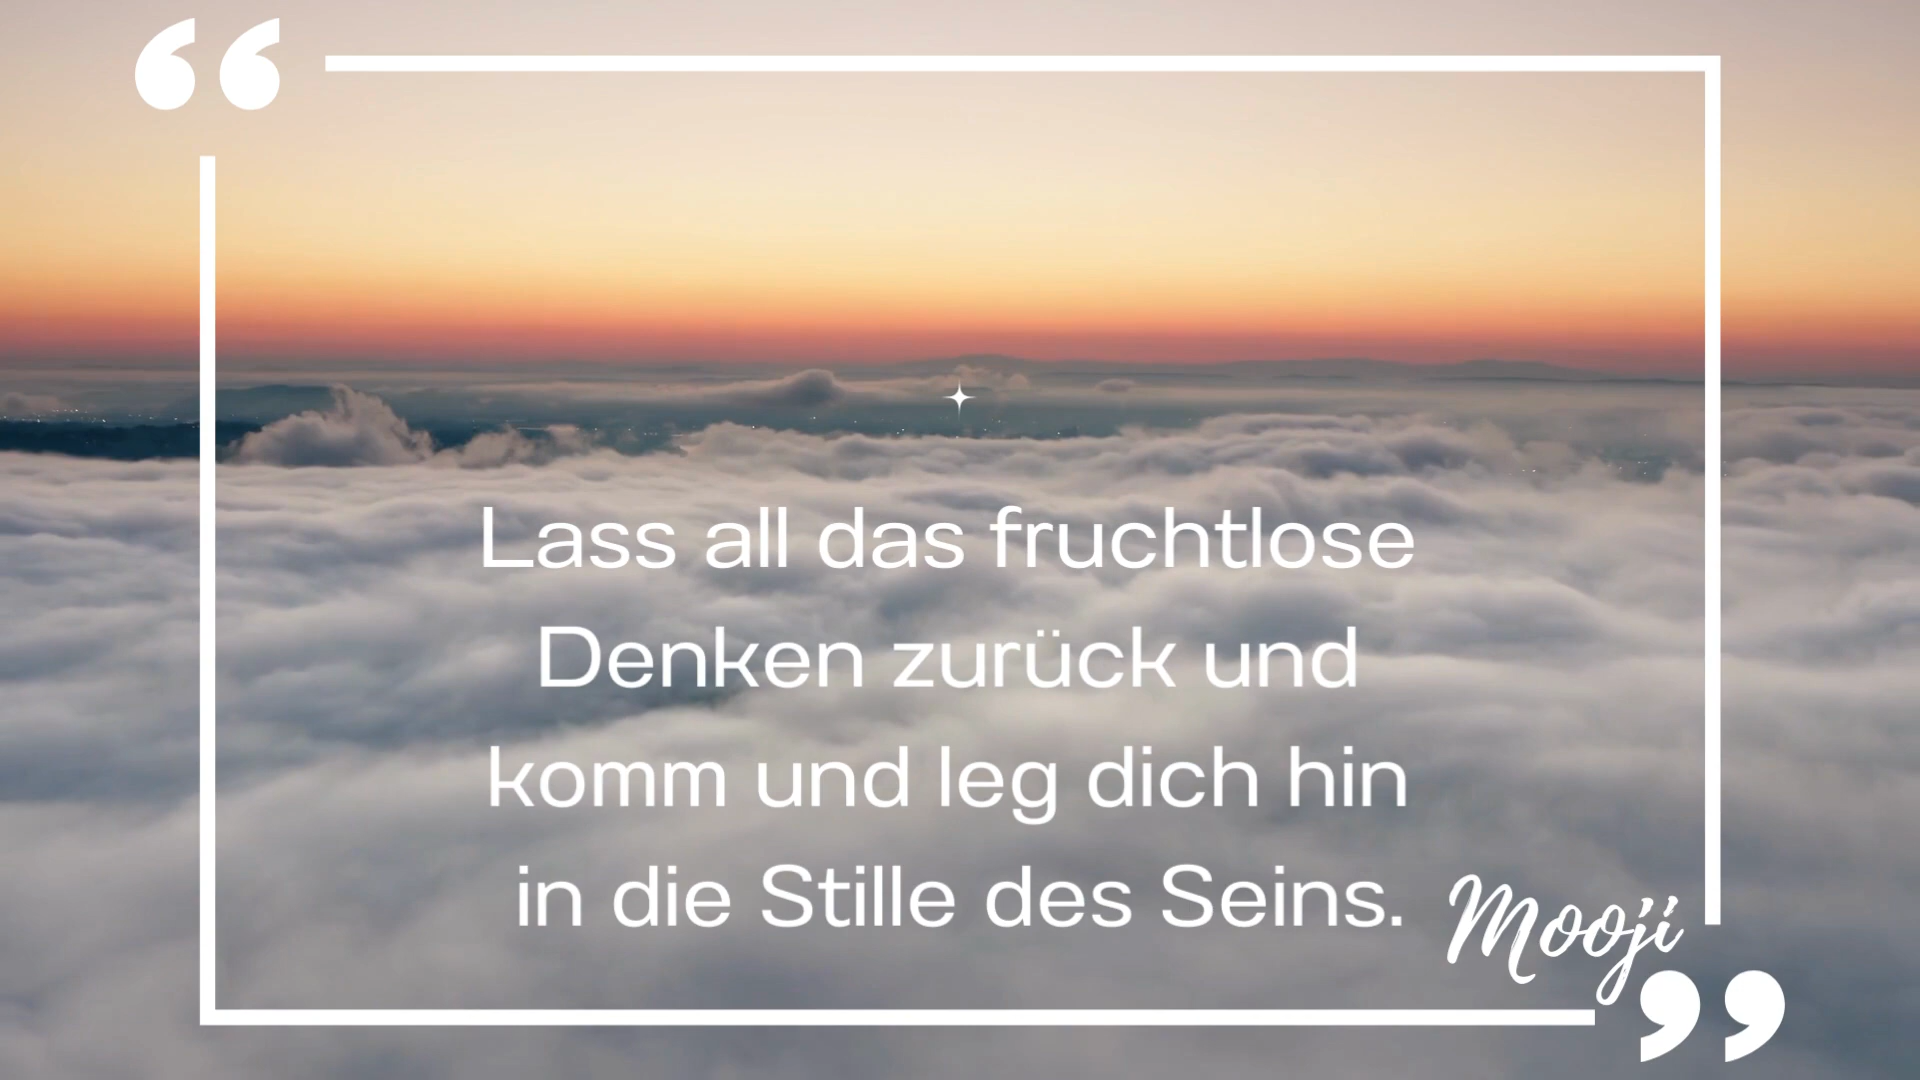 “
Lass all das fruchtlose
Denken zurück und
komm und leg dich hin
in die Stille des Seins.
Mooji
”